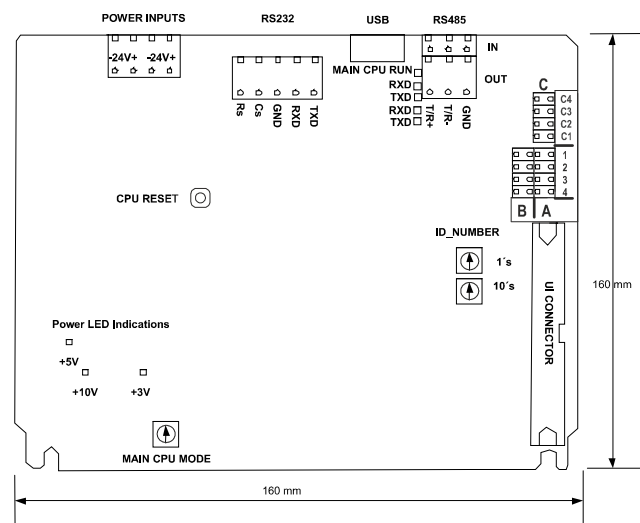 POWER INPUTS
RS232
USB
RS485
-24V+ -24V+
IN
OUT
MAIN CPU RUN
RXD
TXD
RXD
TXD
Rs
Cs
GND
RXD
TXD
T/R+
T/R-
GND
C
C4
C3
C2
C1
1
2
3
4
B A
CPU RESET
ID_NUMBER
1´s
10´s
160 mm
UI CONNECTOR
Power LED Indications
+5V
+10V
+3V
MAIN CPU MODE
160 mm